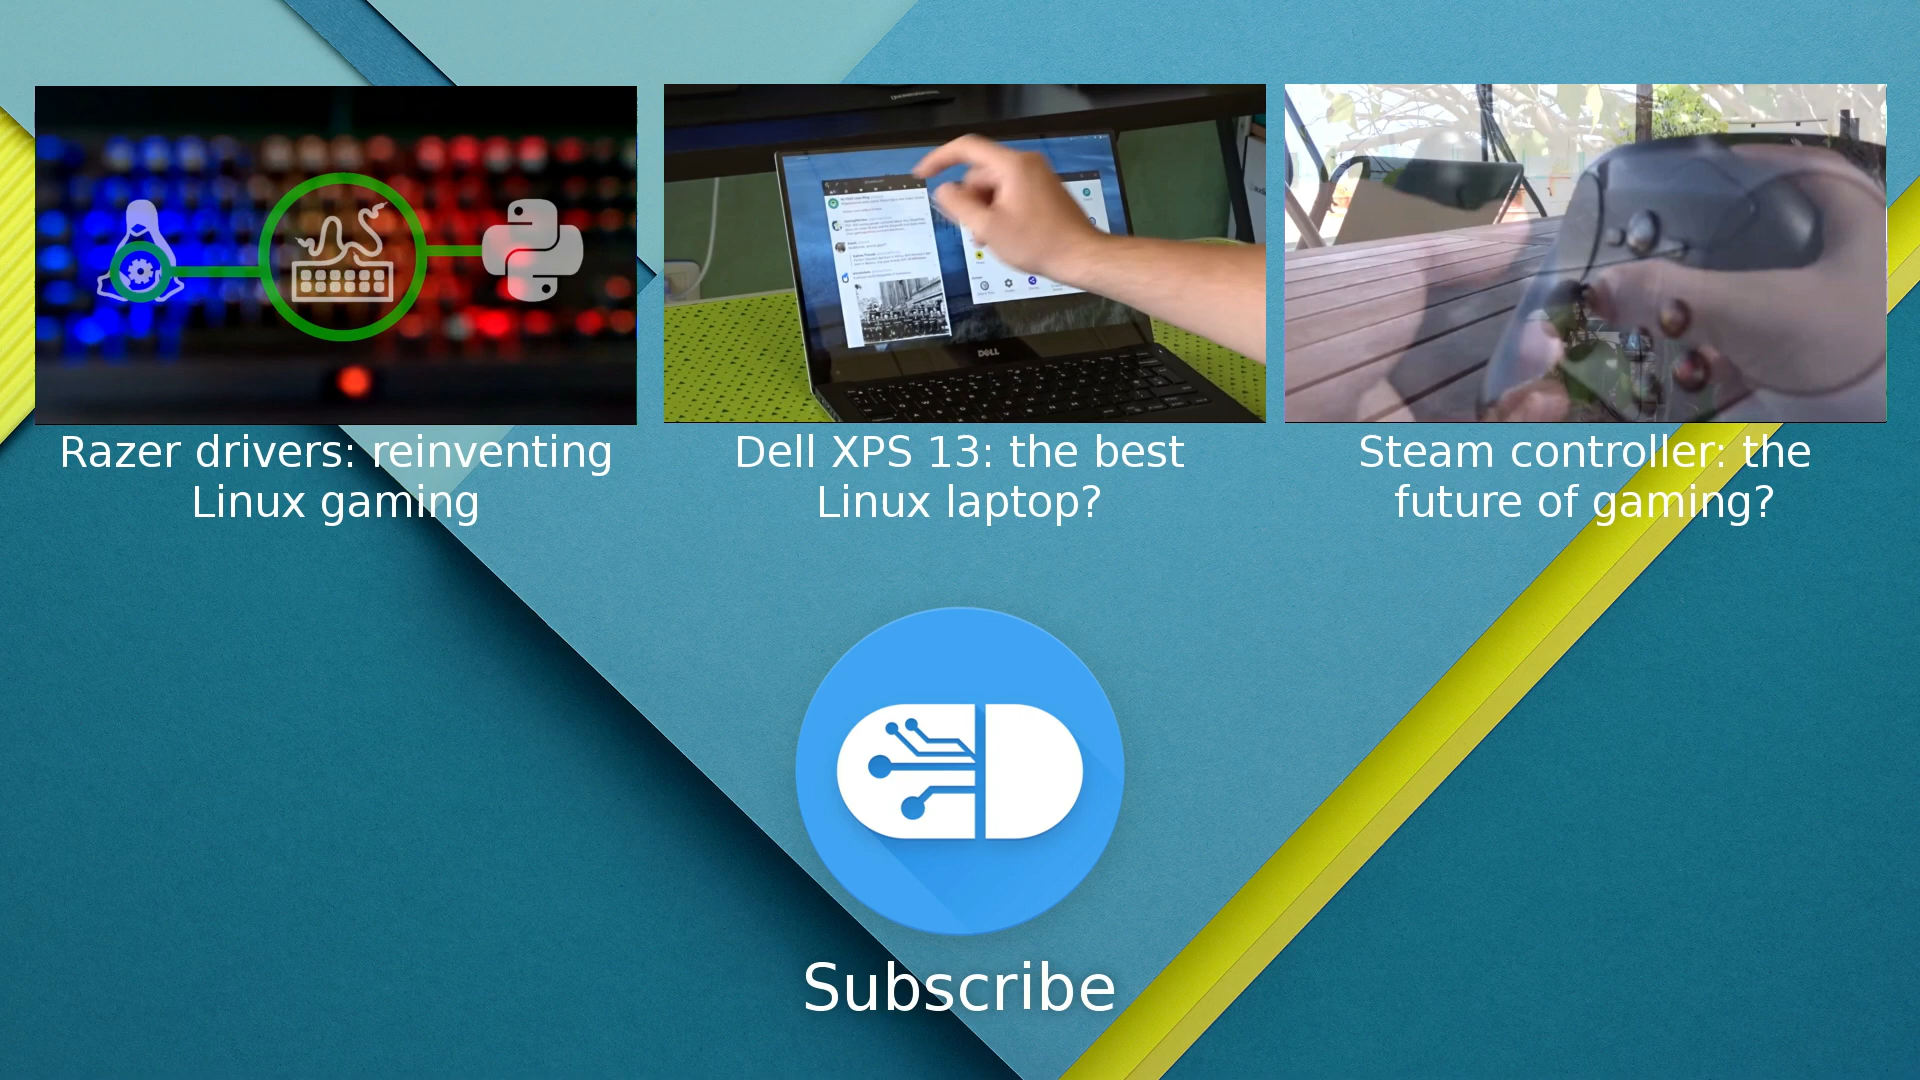 Razer drivers: reinventing
Linux gaming
Dell XPS 13: the best
Linux laptop?
Steam controller: the
future of gaming?
DELL
Subscribe